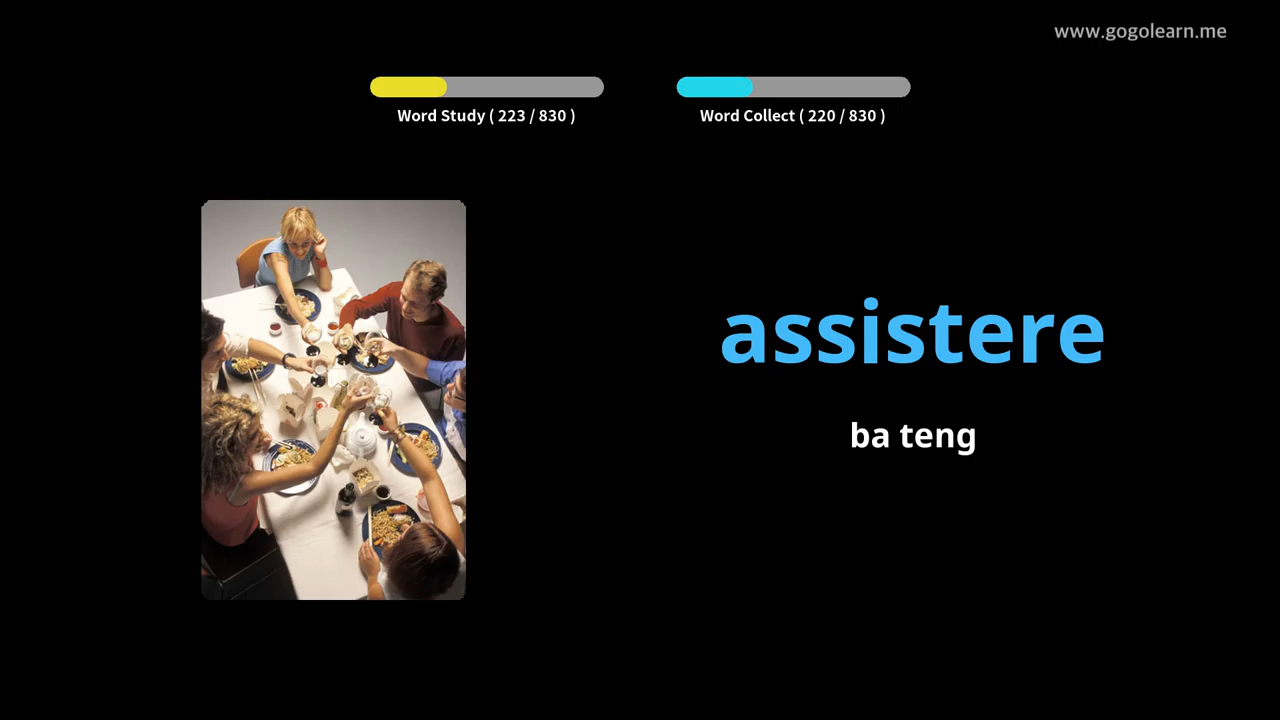 www.gogolearn.me
Word Study ( 223 / 830 )
Word Collect ( 220 / 830 )
assistere
ba teng